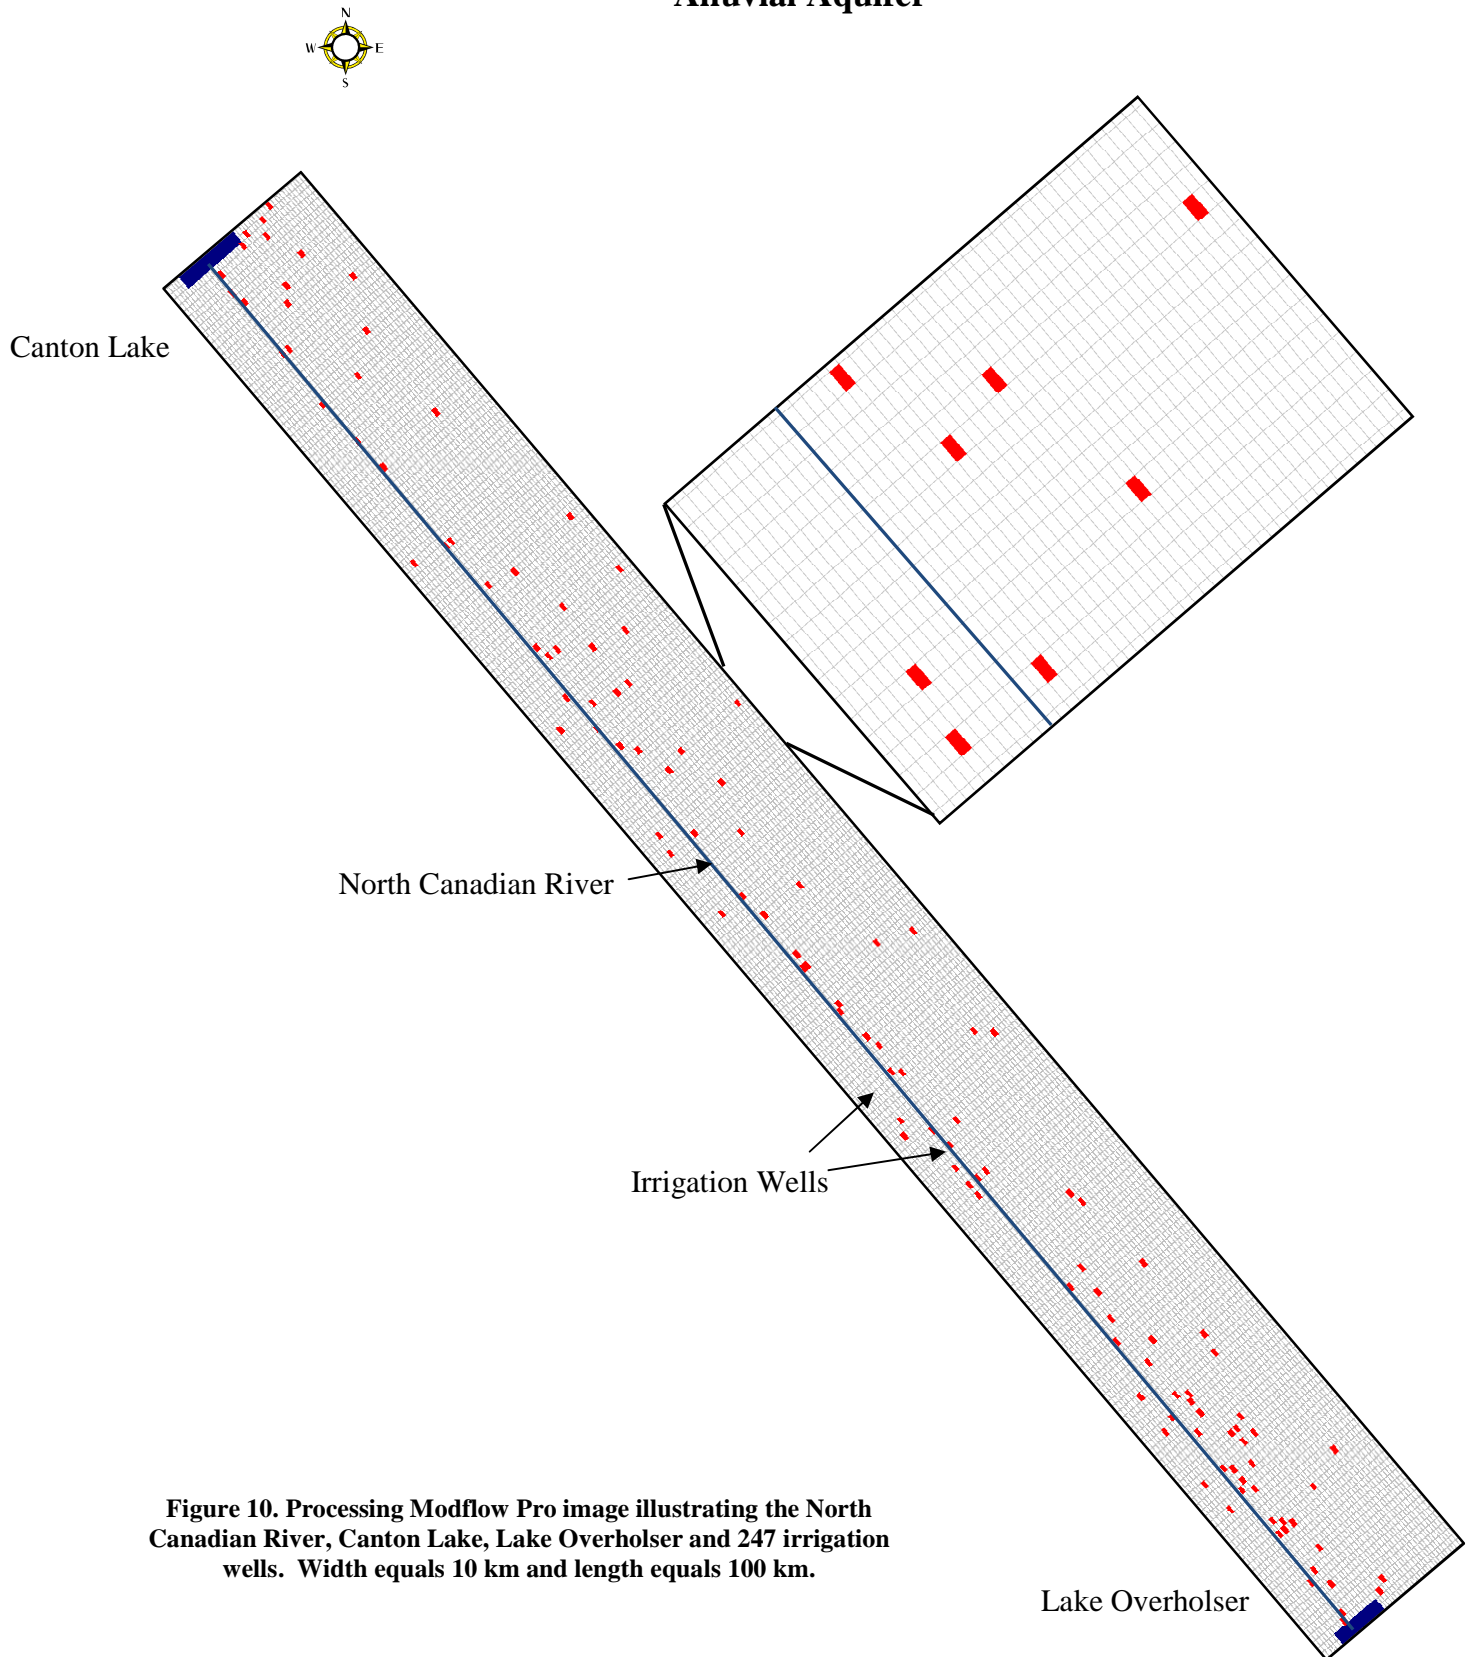 Alluvial Aquifer
N
W E
S
Canton Lake
North Canadian River
Irrigation Wells
Figure 10. Processing Modflow Pro image illustrating the North
Canadian River, Canton Lake, Lake Overholser and 247 irrigation
wells. Width equals 10 km and length equals 100 km.
Lake Overholser